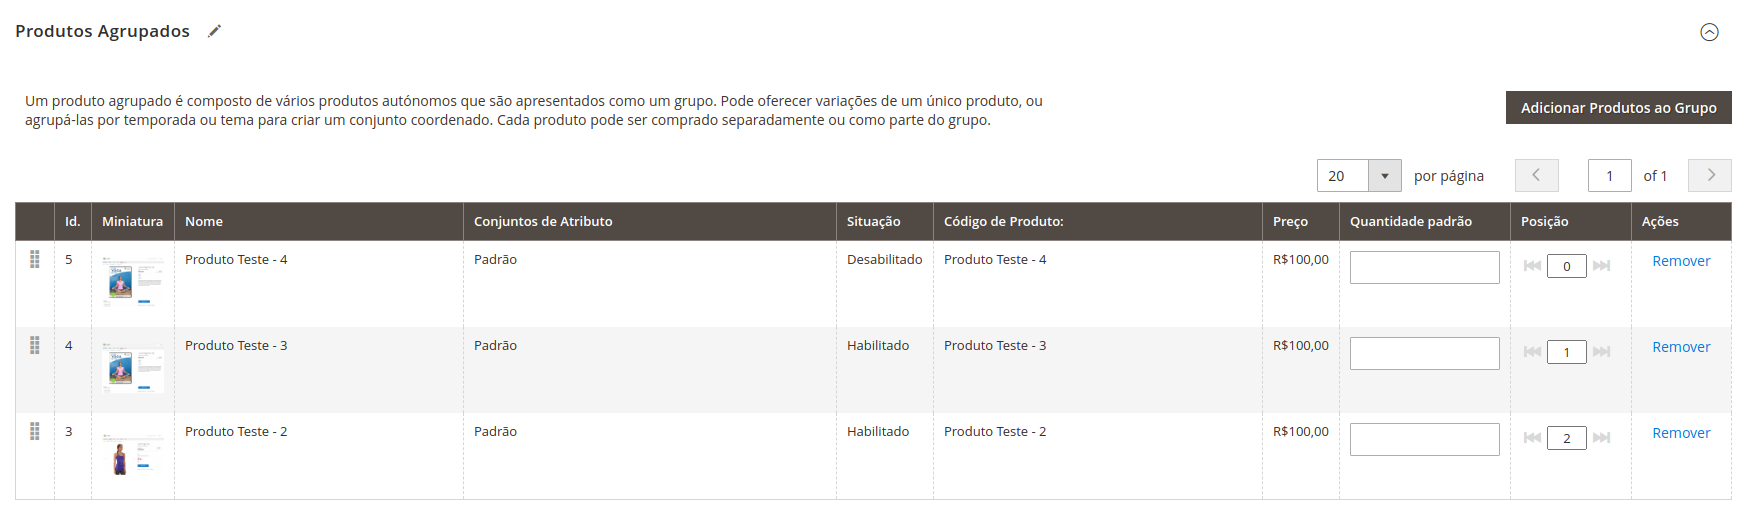 Produtos Agrupados
Um produto agrupado é composto de vários produtos autónomos que são apresentados como um grupo. Pode oferecer variações de um único produto, ou
agrupá-las por temporada ou tema para criar um conjunto coordenado. Cada produto pode ser comprado separadamente ou como parte do grupo.
Adicionar Produtos ao Grupo
20 por página 1 of 1
Id. Miniatura Nome Conjuntos de Atributo Situação Código de Produto: Preço Quantidade padrão Posição Ações
5 Produto Teste - 4 Padrão Desabilitado Produto Teste - 4 R$100,00 0 Remover
4 Produto Teste - 3 Padrão Habilitado Produto Teste - 3 R$100,00 1 Remover
3 Produto Teste - 2 Padrão Habilitado Produto Teste - 2 R$100,00 2 Remover